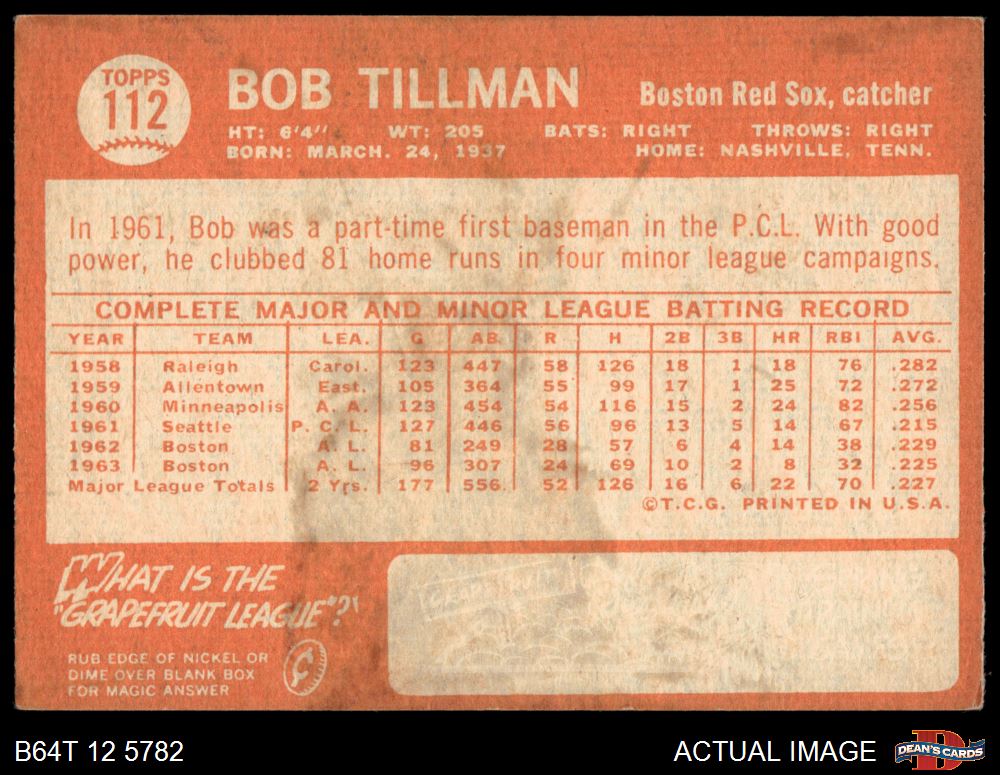 TOPPS
112
BOB TILLMAN
Boston Red Sox, catcher
HT: 6'4'' WT: 205 BATS: RIGHT THROWS: RIGHT
BORN: MARCH. 24, 1937 HOME: NASHVILLE, TENN.
In 1961, Bob was a part-time first baseman in the P.C.L. With good
power, he clubbed 81 home runs in four minor league campaigns.
COMPLETE MAJOR AND MINOR LEAGUE BATTING RECORD
YEAR TEAM LEA. G AB. R H 2B 3B HR RBI AVG.
1958 Raleigh Carol. 123 447 58 126 18 1 18 76 .282
1959 Allentown East. 105 364 55 99 17 1 25 72 .272
1960 Minneapolis A. A. 123 454 54 116 15 2 24 82 .256
1961 Seattle P. C. L. 127 446 56 96 13 5 14 67 .215
1962 Boston A. L. 81 249 28 57 6 4 14 38 .229
1963 Boston A. L. 96 307 24 69 10 2 8 32 .225
Major League Totals 2 Yrs. 177 556 52 126 16 6 22 70 .227
©T.C.G. PRINTED IN U.S.A.
WHAT IS THE
"GRAPEFRUIT LEAGUE"?
RUB EDGE OF NICKEL OR
DIME OVER BLANK BOX
FOR MAGIC ANSWER
B64T 12 5782
ACTUAL IMAGE
DEAN'S CARDS